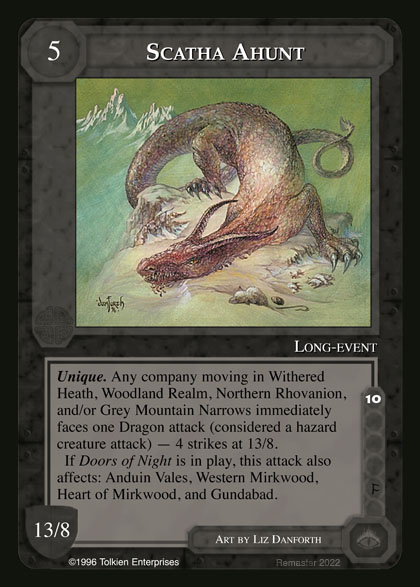 5
SCATHA AHUNT
Danforth
LONG-EVENT
Unique. Any company moving in Withered
Heath, Woodland Realm, Northern Rhovanion,
and/or Grey Mountain Narrows immediately
faces one Dragon attack (considered a hazard
creature attack) — 4 strikes at 13/8.
If Doors of Night is in play, this attack also
affects: Anduin Vales, Western Mirkwood,
Heart of Mirkwood, and Gundabad.
10
13/8
ART BY LIZ DANFORTH
©1996 Tolkien Enterprises
Remaster 2022